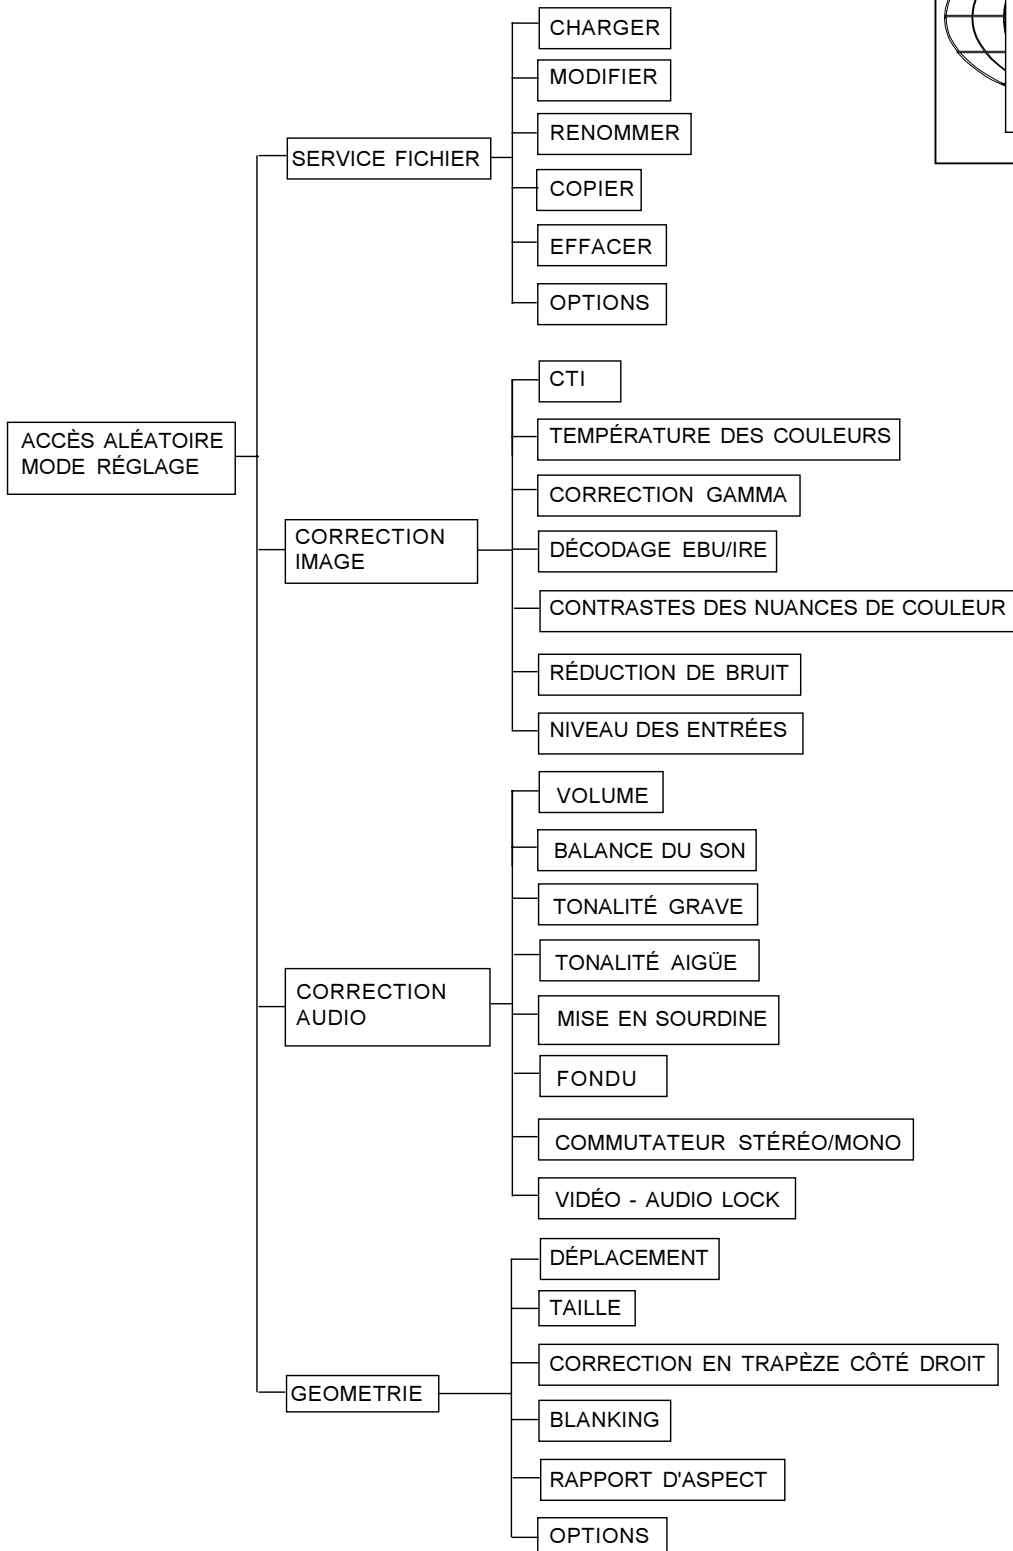 ACCÈS ALÉATOIRE
MODE RÉGLAGE
SERVICE FICHIER
CHARGER
MODIFIER
RENOMMER
COPIER
EFFACER
OPTIONS
CORRECTION
IMAGE
CTI
TEMPÉRATURE DES COULEURS
CORRECTION GAMMA
DÉCODAGE EBU/IRE
CONTRASTES DES NUANCES DE COULEUR
RÉDUCTION DE BRUIT
NIVEAU DES ENTRÉES
CORRECTION
AUDIO
VOLUME
BALANCE DU SON
TONALITÉ GRAVE
TONALITÉ AIGÜE
MISE EN SOURDINE
FONDU
COMMUTATEUR STÉRÉO/MONO
VIDÉO - AUDIO LOCK
GEOMETRIE
DÉPLACEMENT
TAILLE
CORRECTION EN TRAPÈZE CÔTÉ DROIT
BLANKING
RAPPORT D'ASPECT
OPTIONS